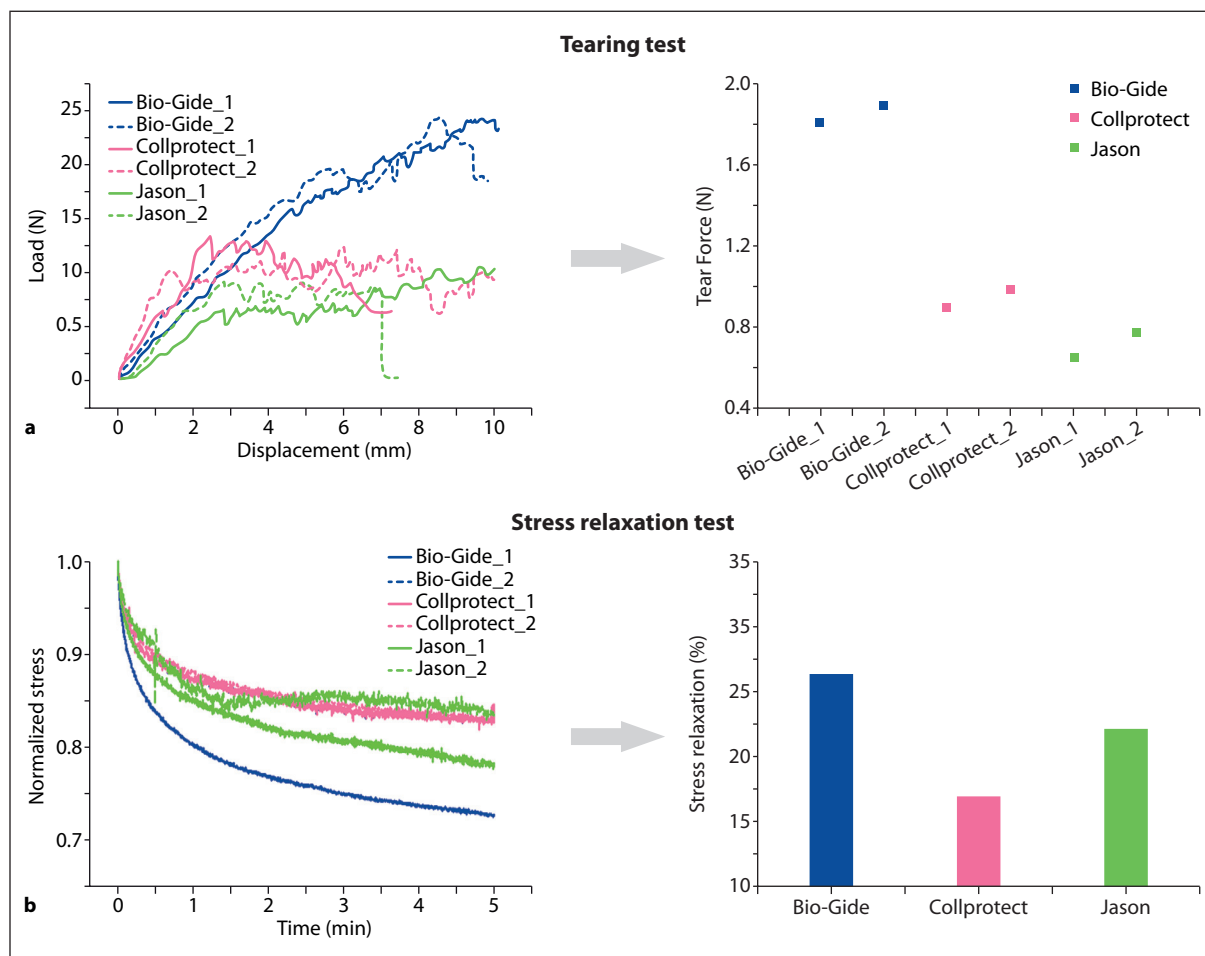 Tearing test
25
20
15
10
0.5
0
Load (N)
Bio-Gide_1
Bio-Gide_2
Collprotect_1
Collprotect_2
Jason_1
Jason_2
0 2 4 6 8 10
Displacement (mm)
a
2.0
1.6
1.2
0.8
0.4
Tear Force (N)
Bio-Gide
Collprotect
Jason
Bio-Gide_1 Bio-Gide_2 Collprotect_1 Collprotect_2 Jason_1 Jason_2
Stress relaxation test
1.0
0.9
0.8
0.7
Normalized stress
Bio-Gide_1
Bio-Gide_2
Collprotect_1
Collprotect_2
Jason_1
Jason_2
0 1 2 3 4 5
Time (min)
b
35
35
25
20
15
10
Stress relaxation (%)
Bio-Gide Collprotect Jason